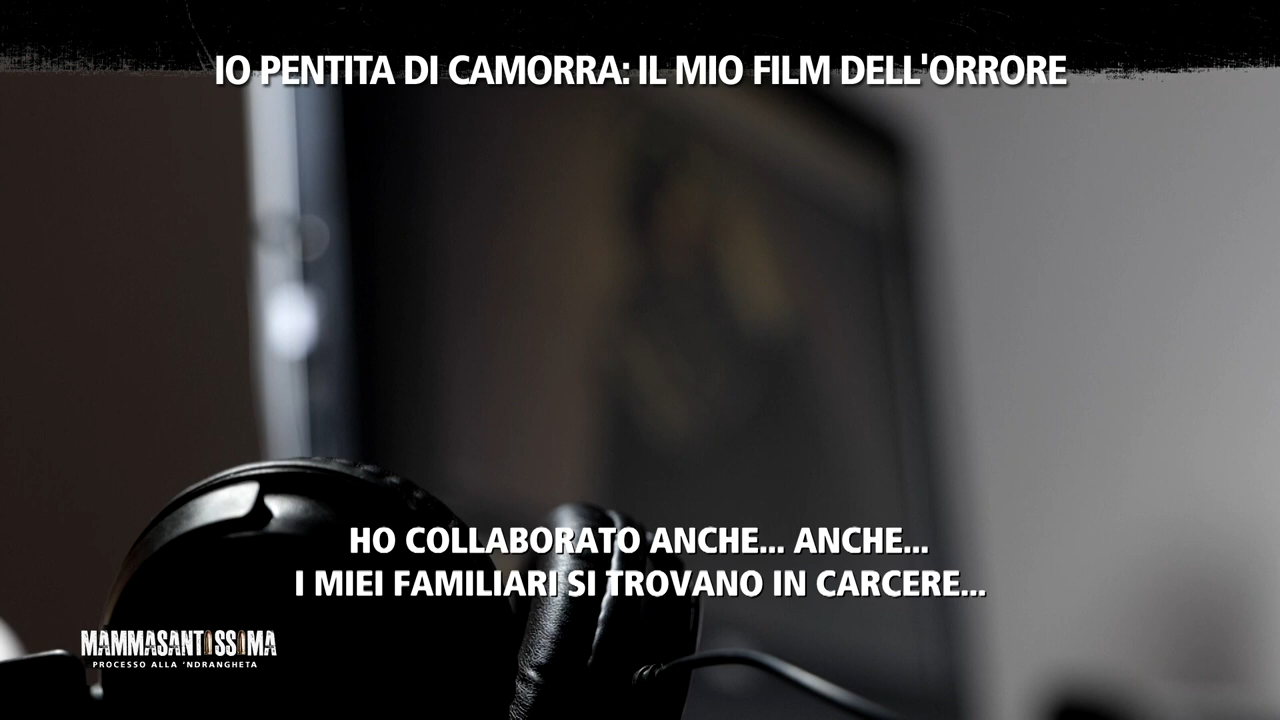 IO PENTITA DI CAMORRA: IL MIO FILM DELL'ORRORE
HO COLLABORATO ANCHE... ANCHE...
I MIEI FAMILIARI SI TROVANO IN CARCERE...
MAMMASANTISSIMA
PROCESSO ALLA 'NDRANGHETA